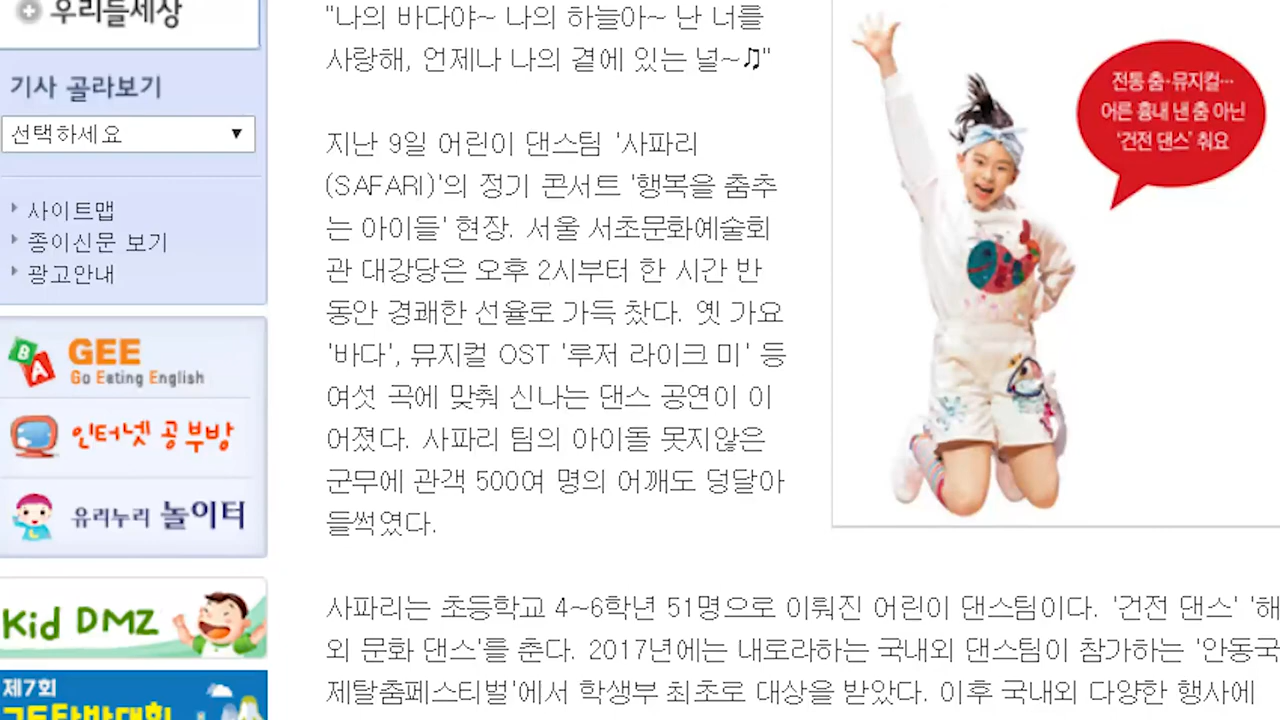 우리들세상
기사 골라보기
선택하세요
사이트맵
종이신문 보기
광고안내
GEE
Go Eating English
인터넷 공부방
유리누리 놀이터
Kid DMZ
제7회
"나의 바다야~ 나의 하늘아~ 난 너를
사랑해, 언제나 나의 곁에 있는 널~♫"
지난 9일 어린이 댄스팀 '사파리
(SAFARI)'의 정기 콘서트 '행복을 춤추
는 아이들' 현장. 서울 서초문화예술회
관 대강당은 오후 2시부터 한 시간 반
동안 경쾌한 선율로 가득 찼다. 옛 가요
'바다', 뮤지컬 OST '루저 라이크 미' 등
여섯 곡에 맞춰 신나는 댄스 공연이 이
어졌다. 사파리 팀의 아이돌 못지않은
군무에 관객 500여 명의 어깨도 덩달아
들썩였다.
전통 춤·뮤지컬…
어른 흉내 낸 춤 아닌
'건전 댄스' 춰요
사파리는 초등학교 4~6학년 51명으로 이뤄진 어린이 댄스팀이다. '건전 댄스' '해
외 문화 댄스'를 춘다. 2017년에는 내로라하는 국내외 댄스팀이 참가하는 '안동국
제탈춤페스티벌'에서 학생부 최초로 대상을 받았다. 이후 국내외 다양한 행사에